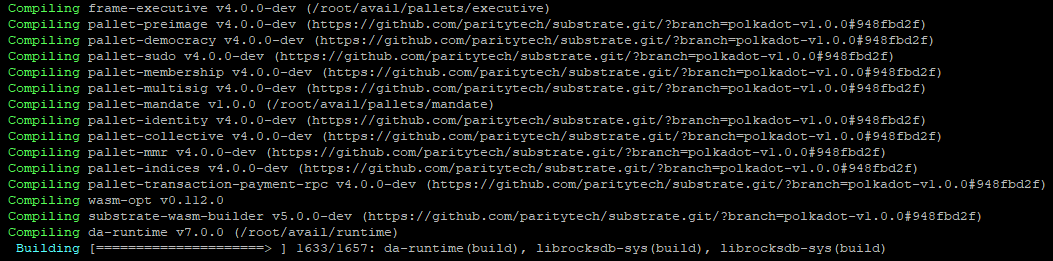 Compiling frame-executive v4.0.0-dev (/root/avail/pallets/executive)
Compiling pallet-preimage v4.0.0-dev (https://github.com/paritytech/substrate.git/?branch=polkadot-v1.0.0#948fbd2f)
Compiling pallet-democracy v4.0.0-dev (https://github.com/paritytech/substrate.git/?branch=polkadot-v1.0.0#948fbd2f)
Compiling pallet-sudo v4.0.0-dev (https://github.com/paritytech/substrate.git/?branch=polkadot-v1.0.0#948fbd2f)
Compiling pallet-membership v4.0.0-dev (https://github.com/paritytech/substrate.git/?branch=polkadot-v1.0.0#948fbd2f)
Compiling pallet-multisig v4.0.0-dev (https://github.com/paritytech/substrate.git/?branch=polkadot-v1.0.0#948fbd2f)
Compiling pallet-mandate v1.0.0 (/root/avail/pallets/mandate)
Compiling pallet-identity v4.0.0-dev (https://github.com/paritytech/substrate.git/?branch=polkadot-v1.0.0#948fbd2f)
Compiling pallet-collective v4.0.0-dev (https://github.com/paritytech/substrate.git/?branch=polkadot-v1.0.0#948fbd2f)
Compiling pallet-mmr v4.0.0-dev (https://github.com/paritytech/substrate.git/?branch=polkadot-v1.0.0#948fbd2f)
Compiling pallet-indices v4.0.0-dev (https://github.com/paritytech/substrate.git/?branch=polkadot-v1.0.0#948fbd2f)
Compiling pallet-transaction-payment-rpc v4.0.0-dev (https://github.com/paritytech/substrate.git/?branch=polkadot-v1.0.0#948fbd2f)
Compiling wasm-opt v0.112.0
Compiling substrate-wasm-builder v5.0.0-dev (https://github.com/paritytech/substrate.git/?branch=polkadot-v1.0.0#948fbd2f)
Compiling da-runtime v7.0.0 (/root/avail/runtime)
Building [=====================> ] 1633/1657: da-runtime(build), librocksdb-sys(build), librocksdb-sys(build)